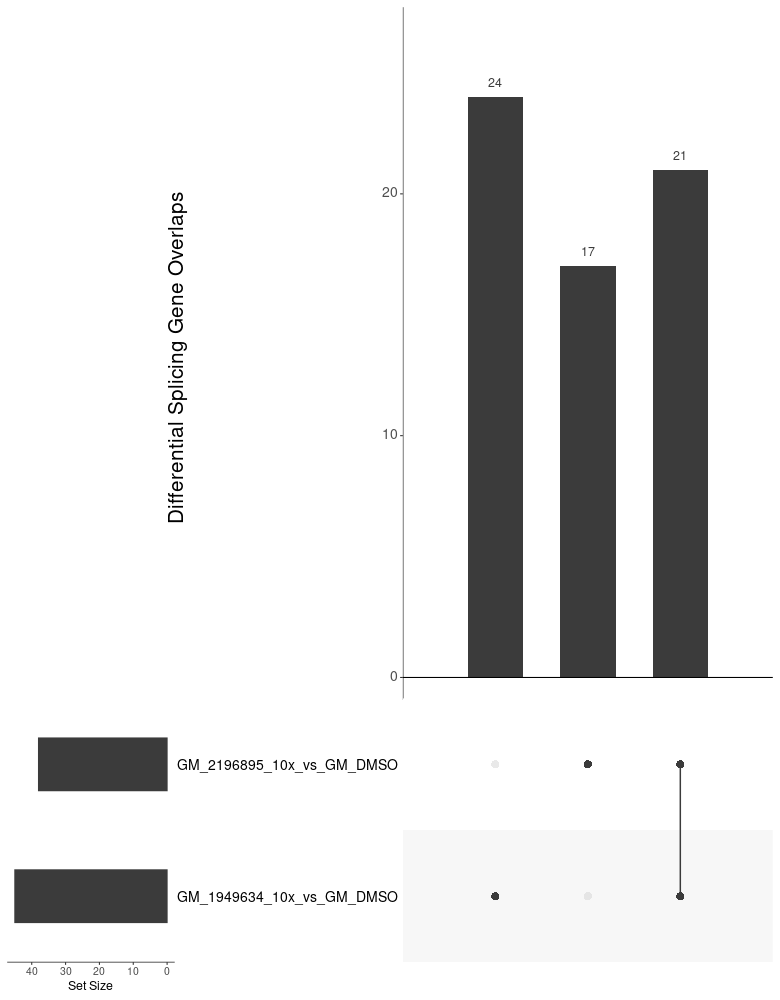 24
21
20
17
Differential Splicing Gene Overlaps
10
0
GM_2196895_10x_vs_GM_DMSO
GM_1949634_10x_vs_GM_DMSO
40 30 20 10 0
Set Size